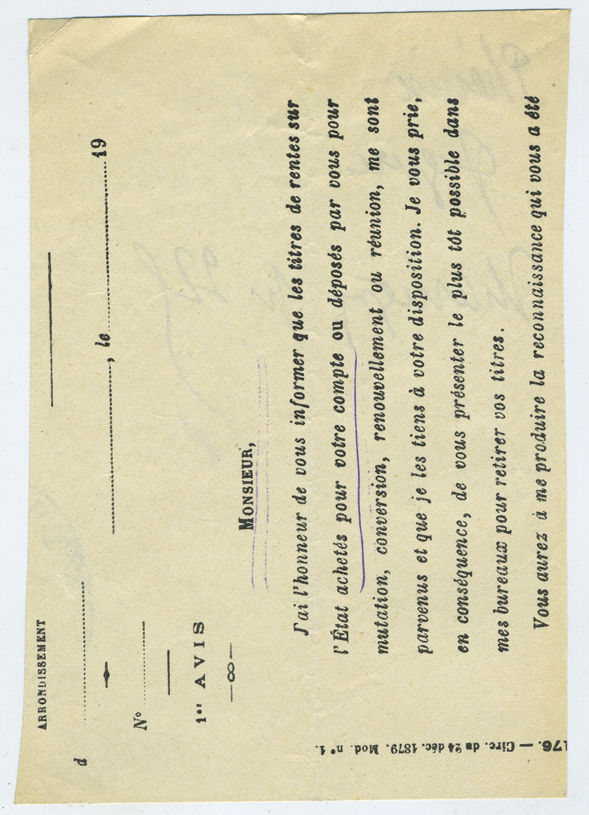 ARRONDISSEMENT
d
, le 19
N°
1er AVIS
MONSIEUR,
J'ai l'honneur de vous informer que les titres de rentes sur
l'État achetés pour votre compte ou déposés par vous pour
mutation, conversion, renouvellement ou réunion, me sont
parvenus et que je les tiens à votre disposition. Je vous prie,
en conséquence, de vous présenter le plus tôt possible dans
mes bureaux pour retirer vos titres.
Vous aurez à me produire la reconnaissance qui vous a été
176. — Circ. du 24 déc. 1879. Mod. n° 1.